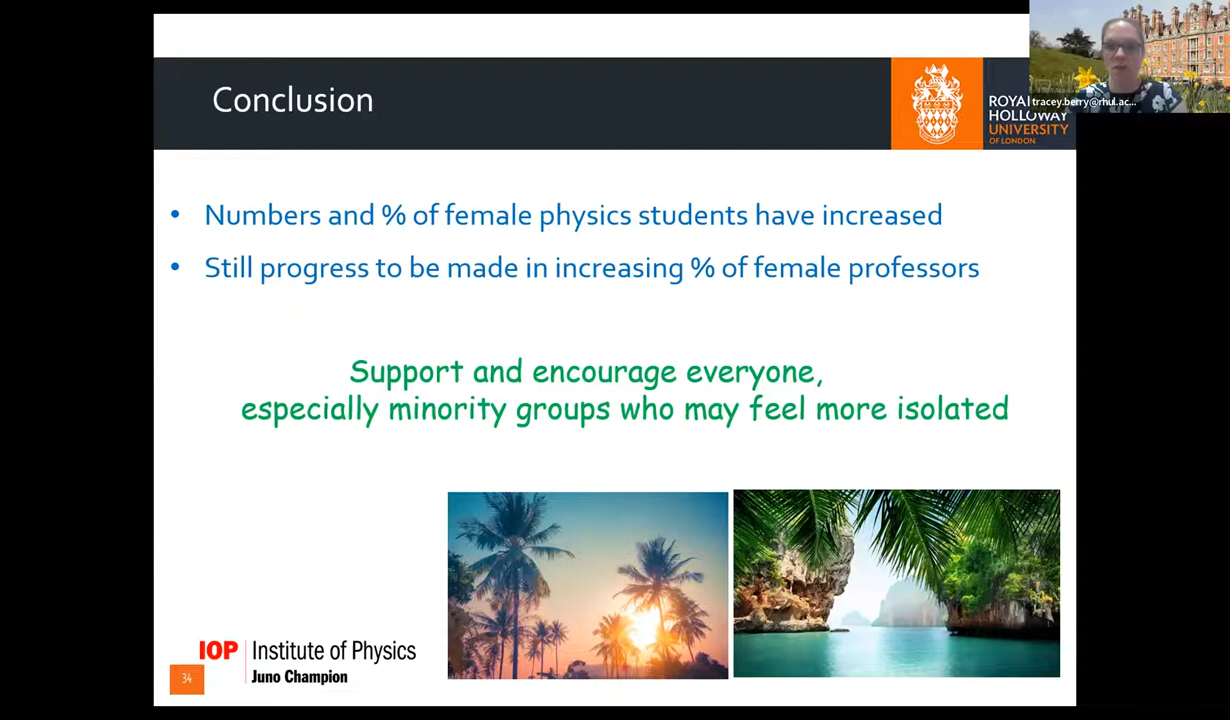 Conclusion
ROYAL
HOLLOWAY
UNIVERSITY
OF LONDON
tracey.berry@rhul.ac...
• Numbers and % of female physics students have increased
• Still progress to be made in increasing % of female professors
Support and encourage everyone,
especially minority groups who may feel more isolated
IOP Institute of Physics
Juno Champion
34